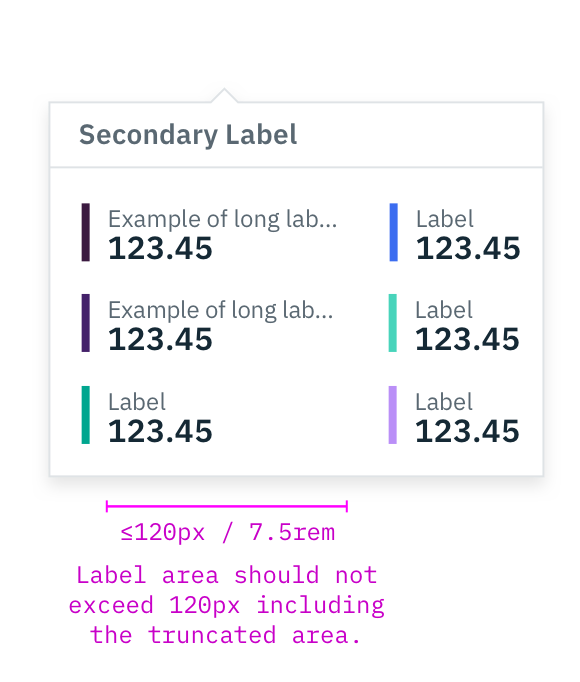 Secondary Label
Example of long lab... Label
123.45 123.45
Example of long lab... Label
123.45 123.45
Label Label
123.45 123.45
≤120px / 7.5rem
Label area should not
exceed 120px including
the truncated area.